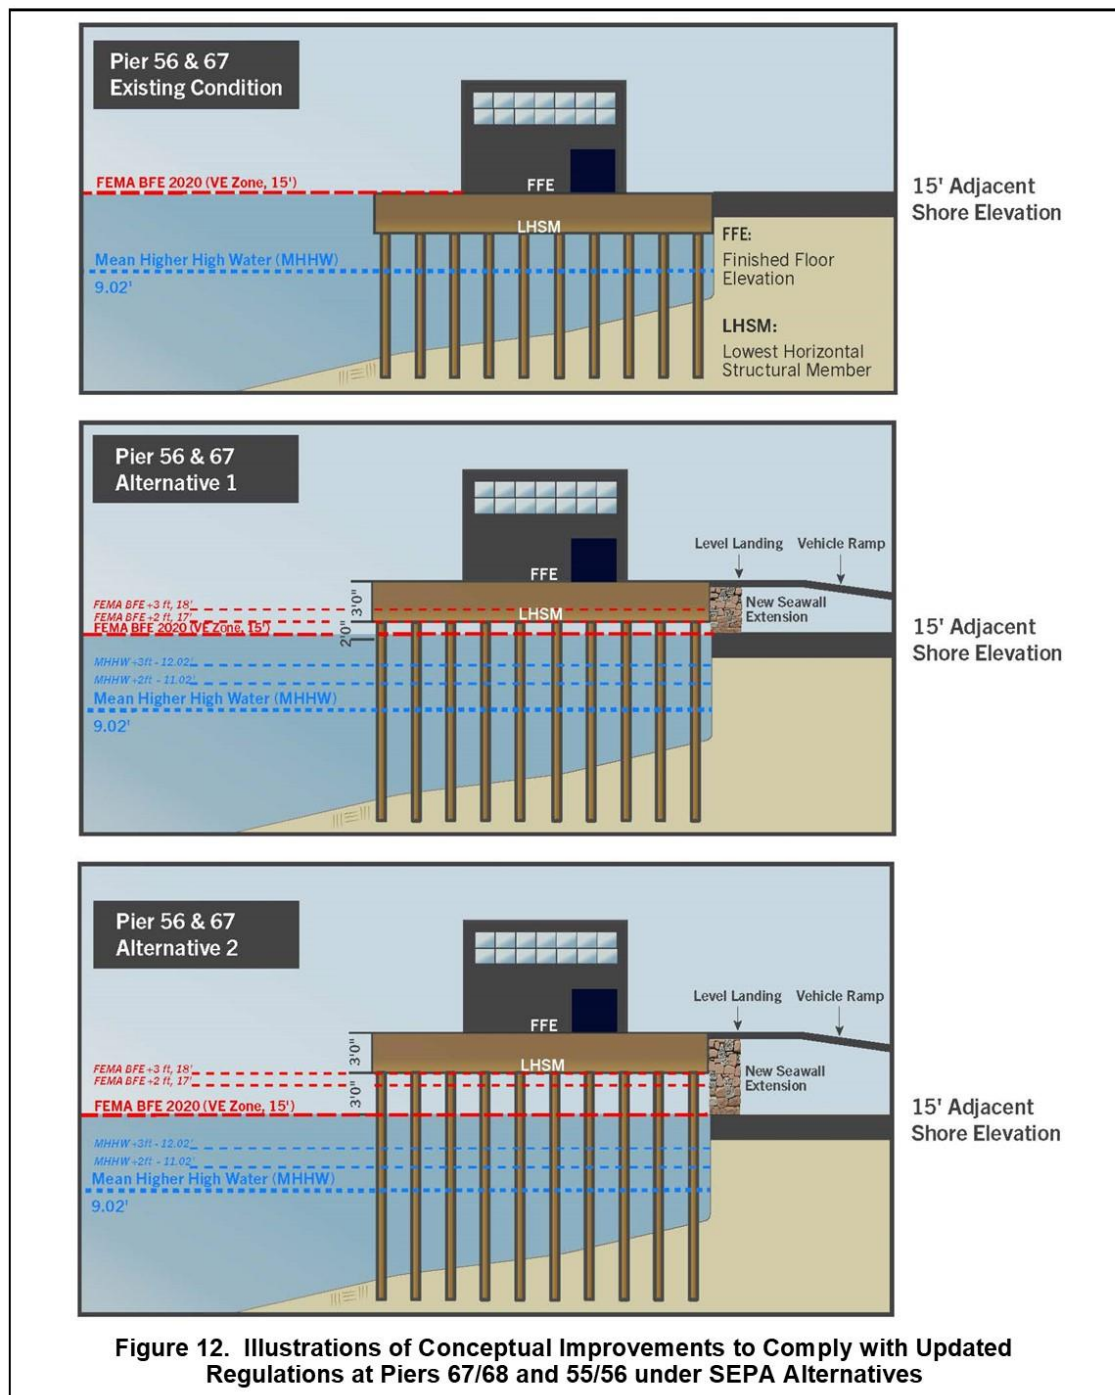 Pier 56 & 67
Existing Condition
FEMA BFE 2020 (VE Zone, 15')
FFE
LHSM
Mean Higher High Water (MHHW)
9.02'
FFE:
Finished Floor
Elevation
LHSM:
Lowest Horizontal
Structural Member
15' Adjacent
Shore Elevation
Pier 56 & 67
Alternative 1
Level Landing
Vehicle Ramp
FFE
LHSM
New Seawall
Extension
3'0"
2'0"
FEMA BFE +3 ft, 18'
FEMA BFE +2 ft, 17'
FEMA BFE 2020 (VE Zone, 15')
MHHW +3ft - 12.02'
MHHW +2ft - 11.02'
Mean Higher High Water (MHHW)
9.02'
15' Adjacent
Shore Elevation
Pier 56 & 67
Alternative 2
Level Landing
Vehicle Ramp
FFE
LHSM
New Seawall
Extension
3'0"
3'0"
FEMA BFE +3 ft, 18'
FEMA BFE +2 ft, 17'
FEMA BFE 2020 (VE Zone, 15')
MHHW +3ft - 12.02'
MHHW +2ft - 11.02'
Mean Higher High Water (MHHW)
9.02'
15' Adjacent
Shore Elevation
Figure 12. Illustrations of Conceptual Improvements to Comply with Updated
Regulations at Piers 67/68 and 55/56 under SEPA Alternatives